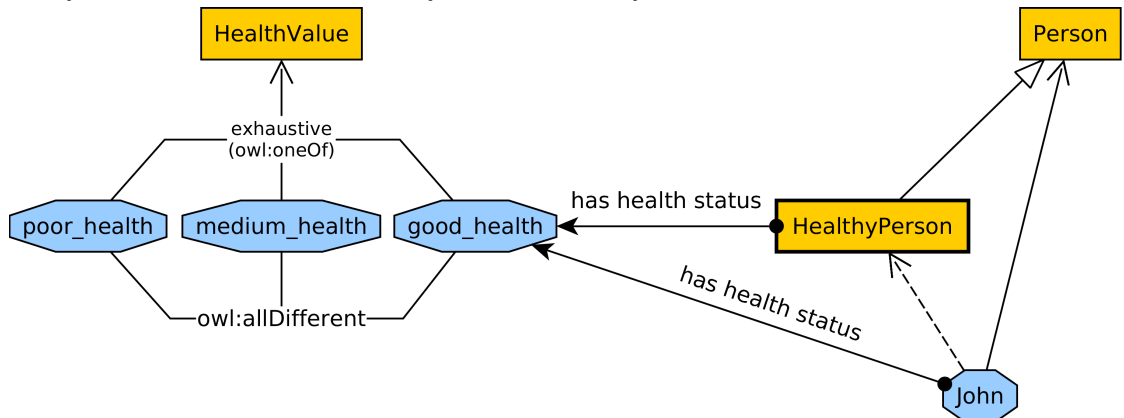 HealthValue
Person
exhaustive
(owl:oneOf)
has health status
poor_health
medium_health
good_health
HealthyPerson
has health status
owl:allDifferent
John